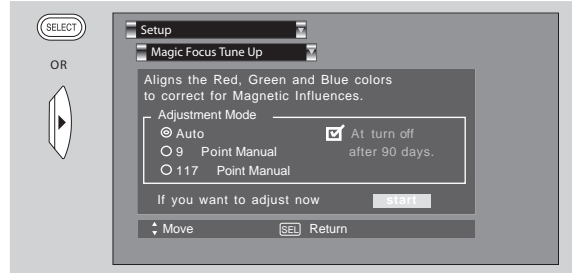 SELECT
OR
Setup
Magic Focus Tune Up
Aligns the Red, Green and Blue colors
to correct for Magnetic Influences.
Adjustment Mode
Auto
At turn off
9 Point Manual
after 90 days.
117 Point Manual
If you want to adjust now start
Move SEL Return